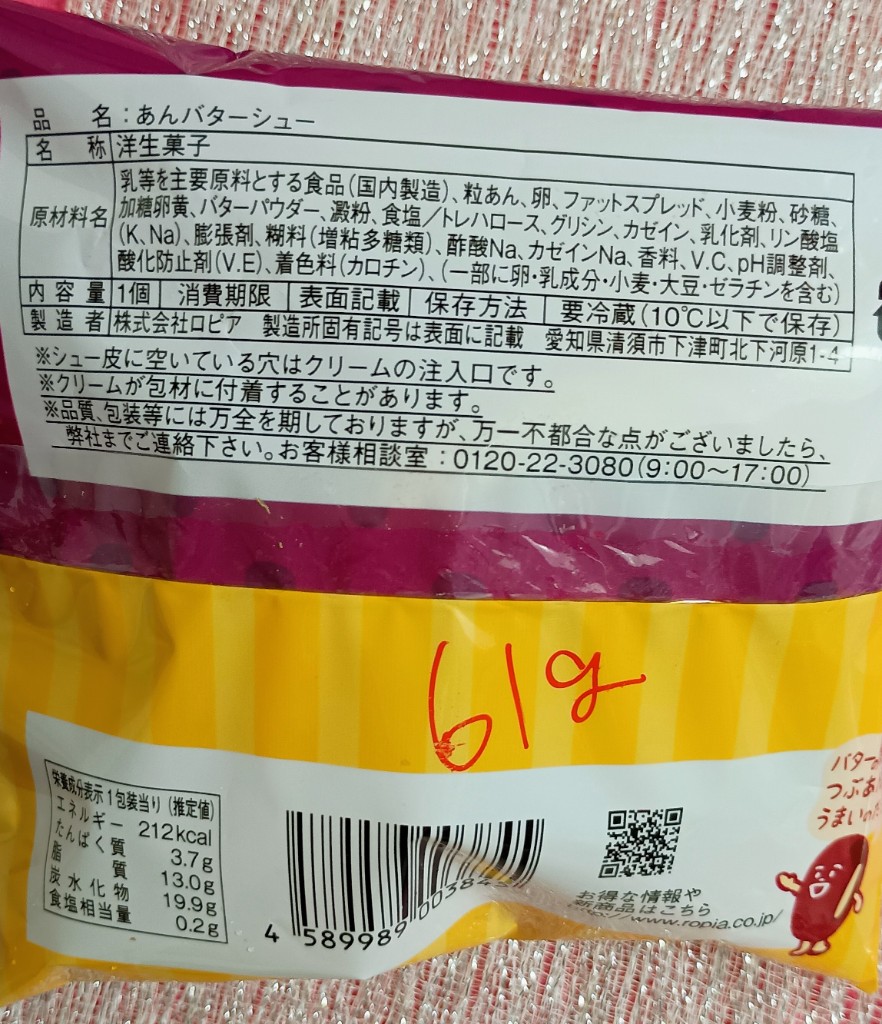 品名：あんバターシュー
名称 洋生菓子
原材料名 乳等を主要原料とする食品(国内製造)、粒あん、卵、ファットスプレッド、小麦粉、砂糖、
加糖卵黄、バターパウダー、澱粉、食塩／トレハロース、グリシン、カゼイン、乳化剤、リン酸塩
(K、Na)、膨張剤、糊料(増粘多糖類)、酢酸Na、カゼインNa、香料、V.C、pH調整剤、
酸化防止剤(V.E)、着色料(カロチン)、(一部に卵・乳成分・小麦・大豆・ゼラチンを含む)
内容量 1個 消費期限 表面記載 保存方法 要冷蔵(10℃以下で保存)
製造者 株式会社ロピア 製造所固有記号は表面に記載 愛知県清須市下津町北下河原1-4
※シュー皮に空いている穴はクリームの注入口です。
※クリームが包材に付着することがあります。
※品質、包装等には万全を期しておりますが、万一不都合な点がございましたら、
弊社までご連絡下さい。お客様相談室：0120-22-3080(9:00～17:00)
61g
栄養成分表示 1包装当り(推定値)
エネルギー 212kcal
たんぱく質 3.7g
脂質 13.0g
炭水化物 19.9g
食塩相当量 0.2g
4 589989
お得な情報や
新商品はこちら
www.ropia.co.jp/
バター
つぶあ
うまい